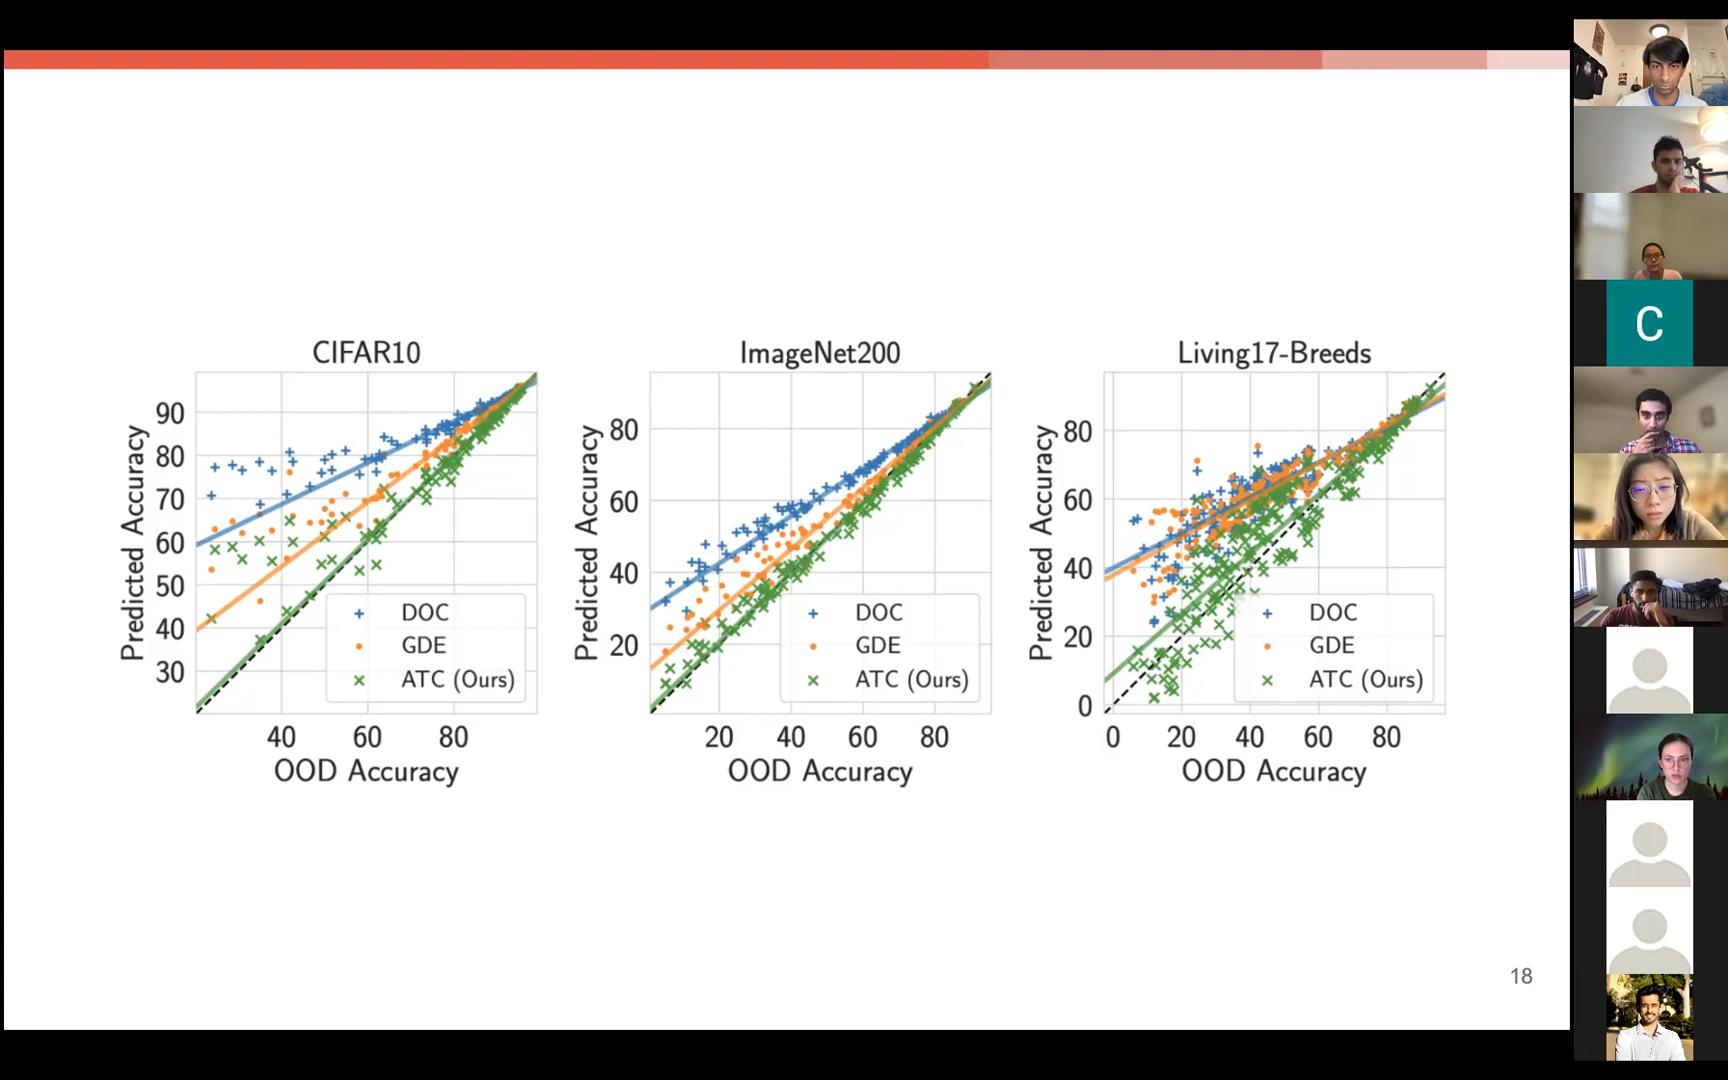 CIFAR10
90
80
70
60
50
40
30
Predicted Accuracy
DOC
GDE
ATC (Ours)
40 60 80
OOD Accuracy
ImageNet200
80
60
40
20
Predicted Accuracy
DOC
GDE
ATC (Ours)
20 40 60 80
OOD Accuracy
Living17-Breeds
80
60
40
20
0
Predicted Accuracy
DOC
GDE
ATC (Ours)
0 20 40 60 80
OOD Accuracy
18
C